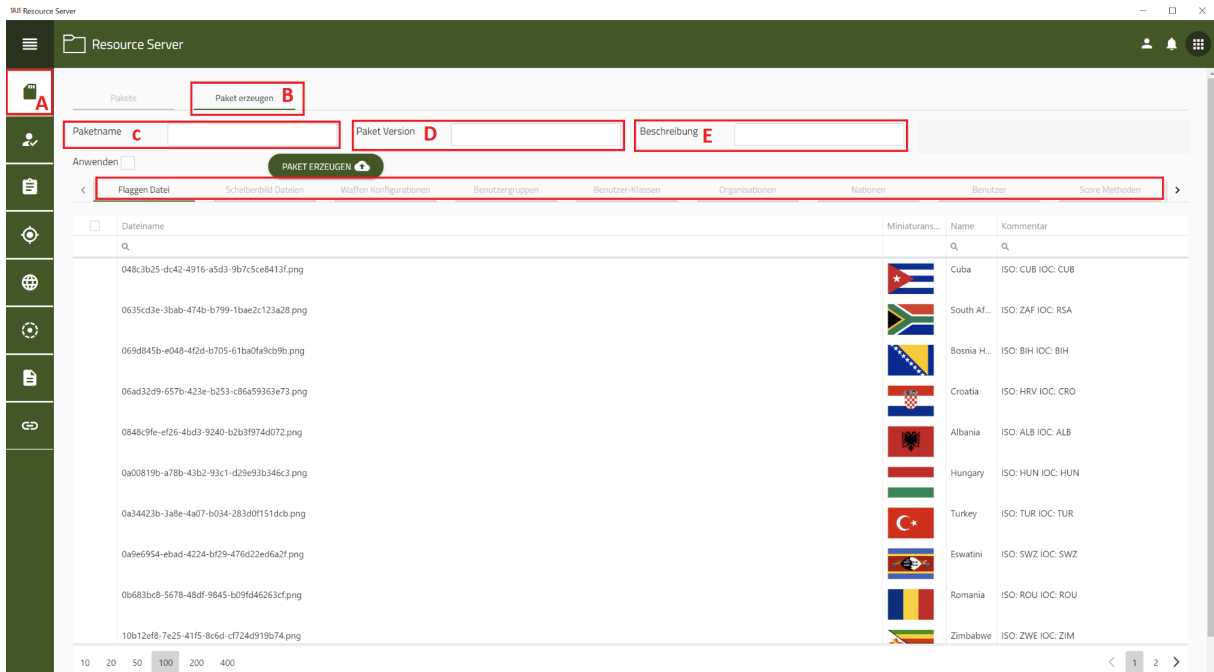 SIUS Resource Server
Resource Server
A
Pakete
Paket erzeugen B
Paketname C
Paket Version D
Beschreibung E
Anwenden
PAKET ERZEUGEN
Flaggen Datei Scheibenbild Dateien Waffen Konfigurationen Benutzergruppen Benutzer-Klassen Organisationen Nationen Benutzer Score Methoden
Dateiname Miniaturans... Name Kommentar
048c3b25-dc42-4916-a5d3-9b7c5ce8413f.png Cuba ISO: CUB IOC: CUB
0635cd3e-3bab-474b-b799-1bae2c123a28.png South Af... ISO: ZAF IOC: RSA
069d845b-e048-4f2d-b705-61ba0fa9cb9b.png Bosnia H... ISO: BIH IOC: BIH
06ad32d9-657b-423e-b253-c86a59363e73.png Croatia ISO: HRV IOC: CRO
0848c9fe-ef26-4bd3-9240-b2b3f974d072.png Albania ISO: ALB IOC: ALB
0a00819b-a78b-43b2-93c1-d29e93b346c3.png Hungary ISO: HUN IOC: HUN
0a34423b-3a8e-4a07-b034-283d0f151dcb.png Turkey ISO: TUR IOC: TUR
0a9e6954-ebad-4224-bf29-476d22ed6a2f.png Eswatini ISO: SWZ IOC: SWZ
0b683bc8-5678-48df-9845-b09fd46263cf.png Romania ISO: ROU IOC: ROU
10b12ef8-7e25-41f5-8c6d-cf724d919b74.png Zimbabwe ISO: ZWE IOC: ZIM
10 20 50 100 200 400 1 2